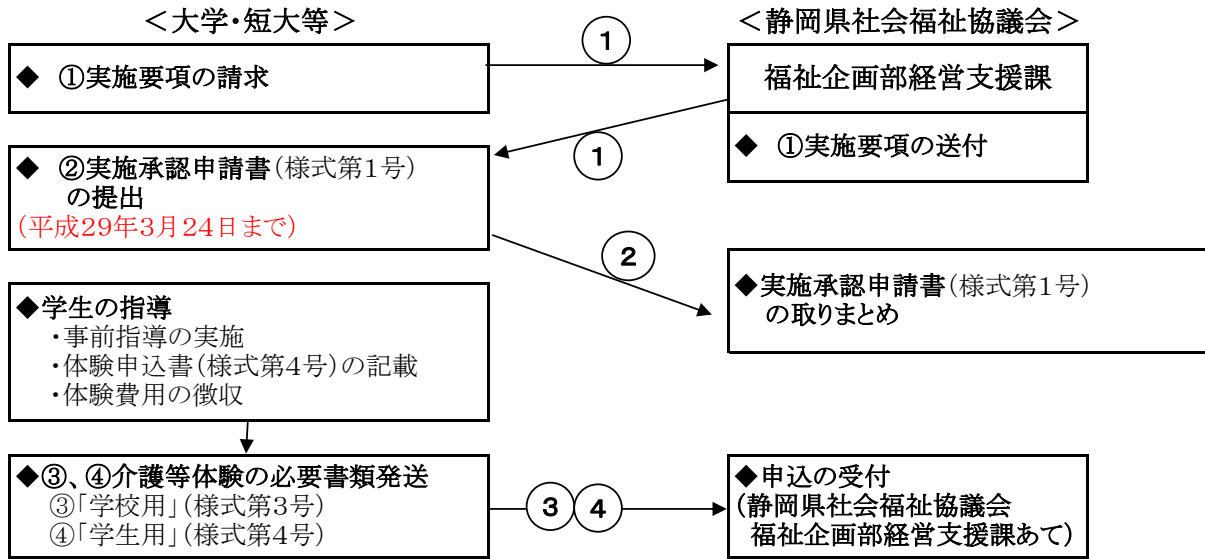 ＜大学・短大等＞
＜静岡県社会福祉協議会＞
①
◆ ①実施要項の請求
福祉企画部経営支援課
①
◆ ①実施要項の送付
◆ ②実施承認申請書(様式第1号)
の提出
(平成29年3月24日まで)
②
◆実施承認申請書(様式第1号)
の取りまとめ
◆学生の指導
・事前指導の実施
・体験申込書(様式第4号)の記載
・体験費用の徴収
◆③、④介護等体験の必要書類発送
③「学校用」(様式第3号)
④「学生用」(様式第4号)
③ ④
◆申込の受付
(静岡県社会福祉協議会
福祉企画部経営支援課あて)